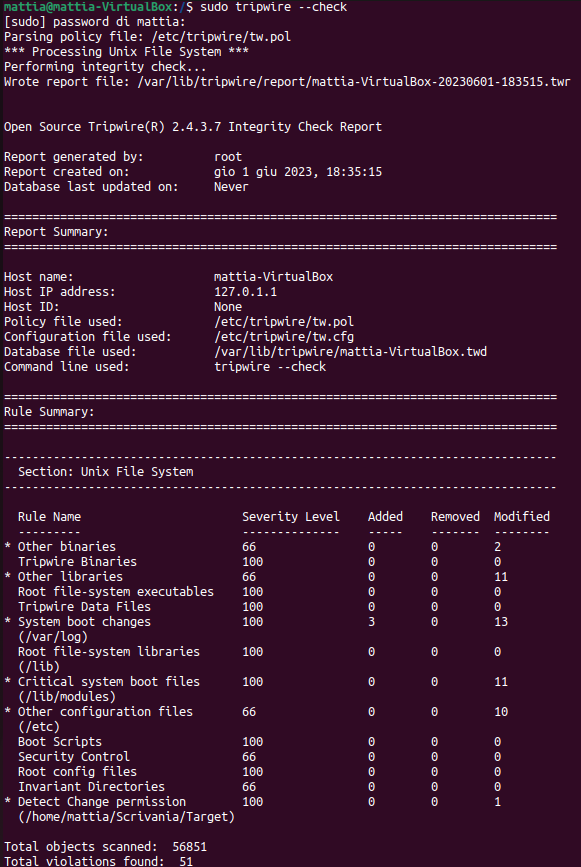 mattia@mattia-VirtualBox:/$ sudo tripwire --check
[sudo] password di mattia:
Parsing policy file: /etc/tripwire/tw.pol
*** Processing Unix File System ***
Performing integrity check...
Wrote report file: /var/lib/tripwire/report/mattia-VirtualBox-20230601-183515.twr
Open Source Tripwire(R) 2.4.3.7 Integrity Check Report
Report generated by:          root
Report created on:            gio 1 giu 2023, 18:35:15
Database last updated on:     Never
===============================================================================
Report Summary:
===============================================================================
Host name:                    mattia-VirtualBox
Host IP address:              127.0.1.1
Host ID:                      None
Policy file used:             /etc/tripwire/tw.pol
Configuration file used:      /etc/tripwire/tw.cfg
Database file used:           /var/lib/tripwire/mattia-VirtualBox.twd
Command line used:            tripwire --check
===============================================================================
Rule Summary:
===============================================================================
-------------------------------------------------------------------------------
  Section: Unix File System
-------------------------------------------------------------------------------
  Rule Name                       Severity Level    Added    Removed  Modified
  ---------                       --------------    -----    -------  --------
* Other binaries                  66                0        0        2
  Tripwire Binaries               100               0        0        0
* Other libraries                 66                0        0        11
  Root file-system executables    100               0        0        0
  Tripwire Data Files             100               0        0        0
* System boot changes             100               3        0        13
  (/var/log)
  Root file-system libraries      100               0        0        0
  (/lib)
* Critical system boot files      100               0        0        11
  (/lib/modules)
* Other configuration files       66                0        0        10
  (/etc)
  Boot Scripts                    100               0        0        0
  Security Control                66                0        0        0
  Root config files               100               0        0        0
  Invariant Directories           66                0        0        0
* Detect Change permission        100               0        0        1
  (/home/mattia/Scrivania/Target)
Total objects scanned:  56851
Total violations found:  51